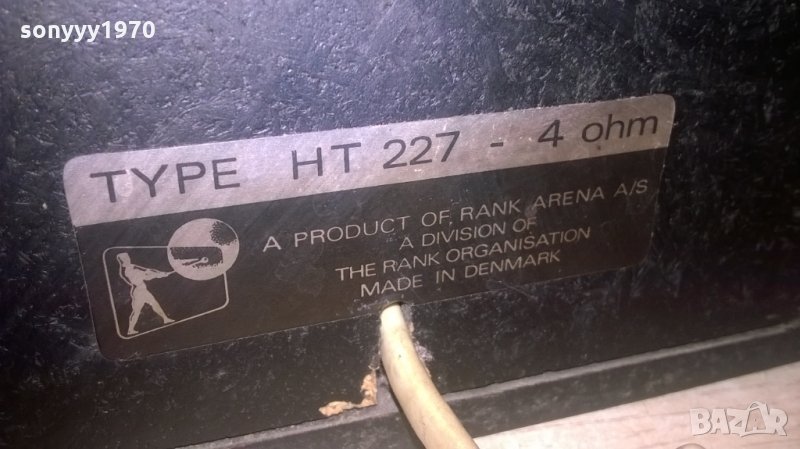 sonyyy1970
TYPE HT 227 - 4 ohm
A PRODUCT OF RANK ARENA A/S
A DIVISION OF
THE RANK ORGANISATION
MADE IN DENMARK
BAZAR